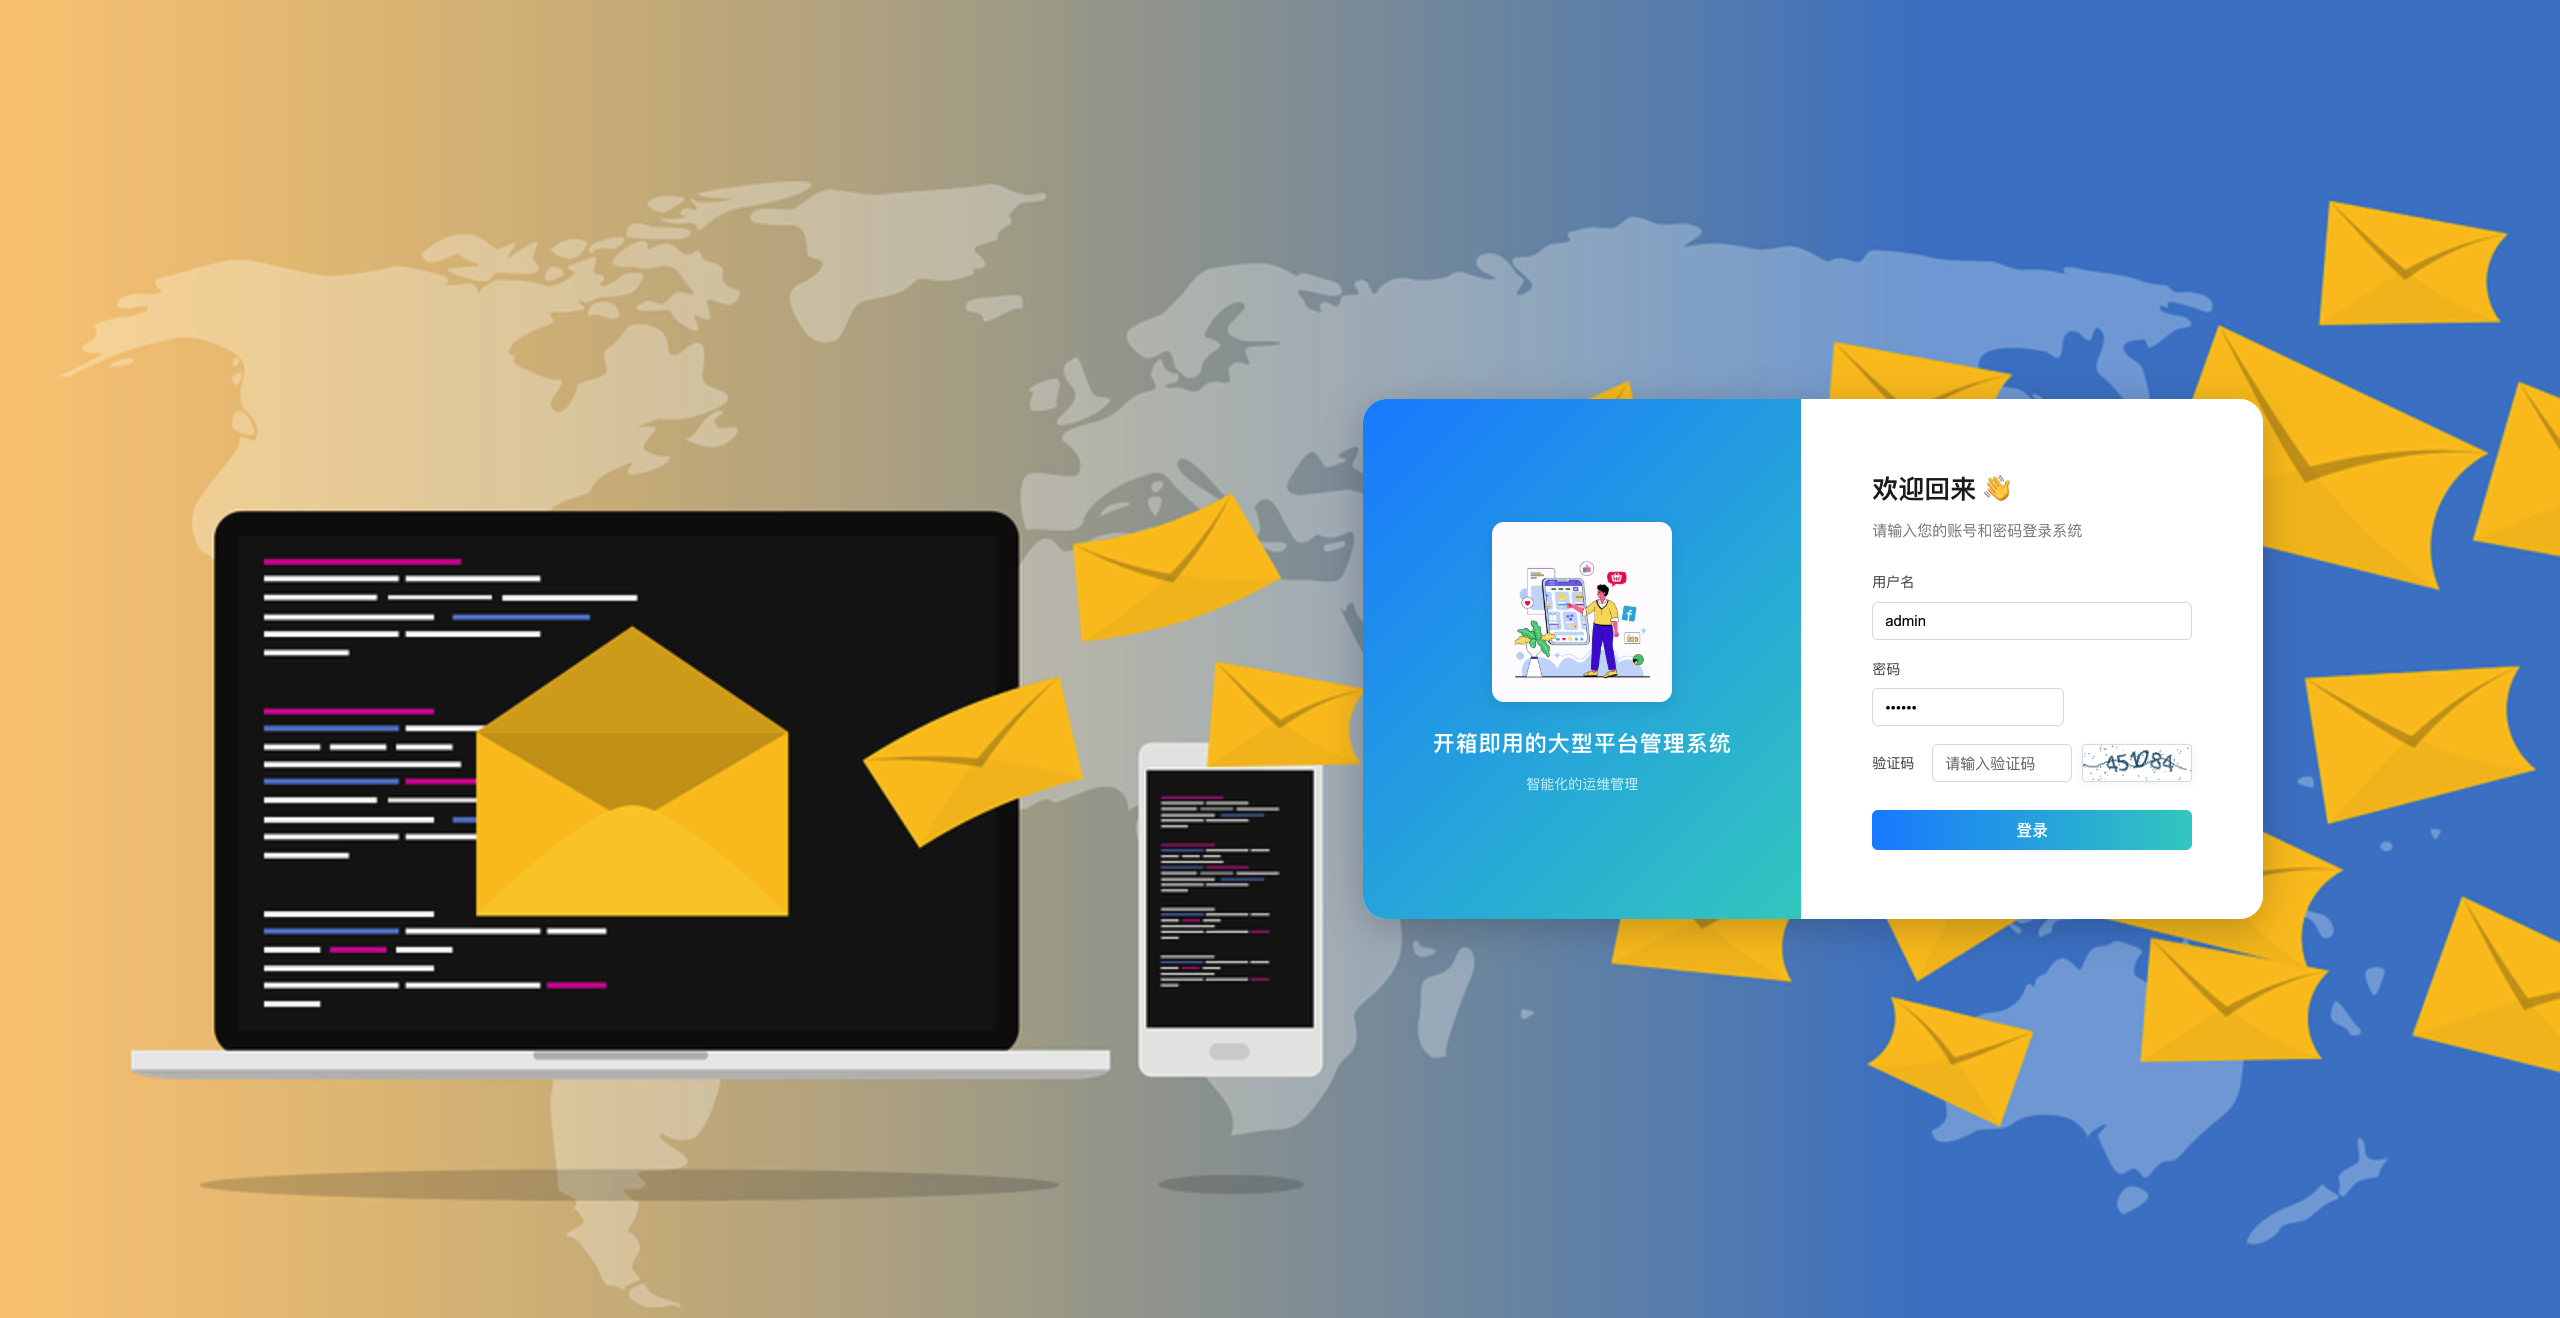 开箱即用的大型平台管理系统
智能化的运维管理
欢迎回来 👋
请输入您的账号和密码登录系统
用户名
admin
密码
••••••
验证码 请输入验证码 451084
登录